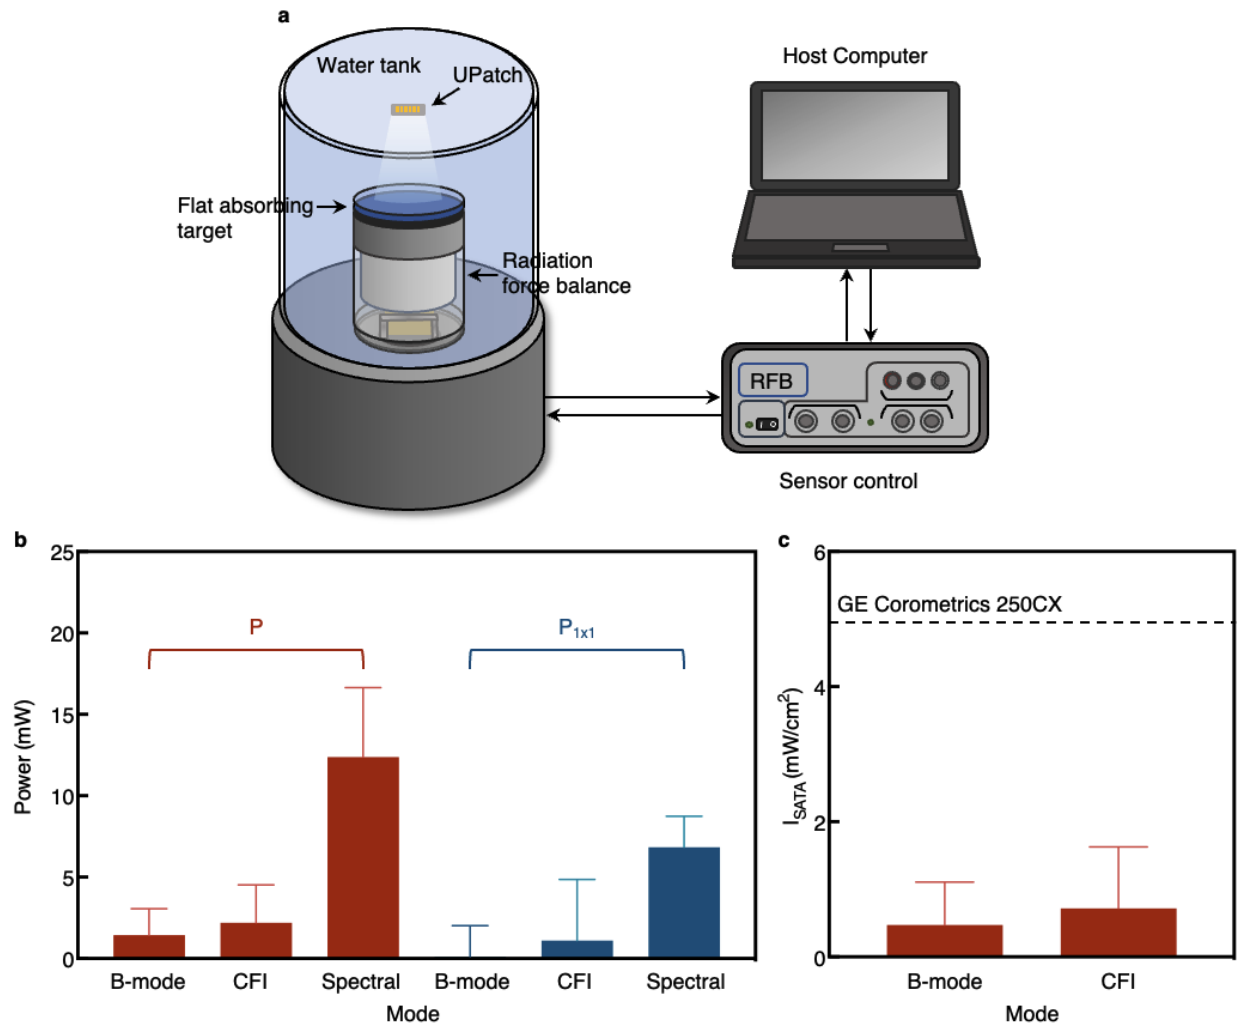 a
Water tank
UPatch
Host Computer
Flat absorbing
target
Radiation
force balance
RFB
I O
Sensor control
b
25
20
15
10
5
0
Power (mW)
P
P1x1
B-mode CFI Spectral B-mode CFI Spectral
Mode
c
6
4
2
0
ISATA (mW/cm²)
GE Corometrics 250CX
B-mode CFI
Mode